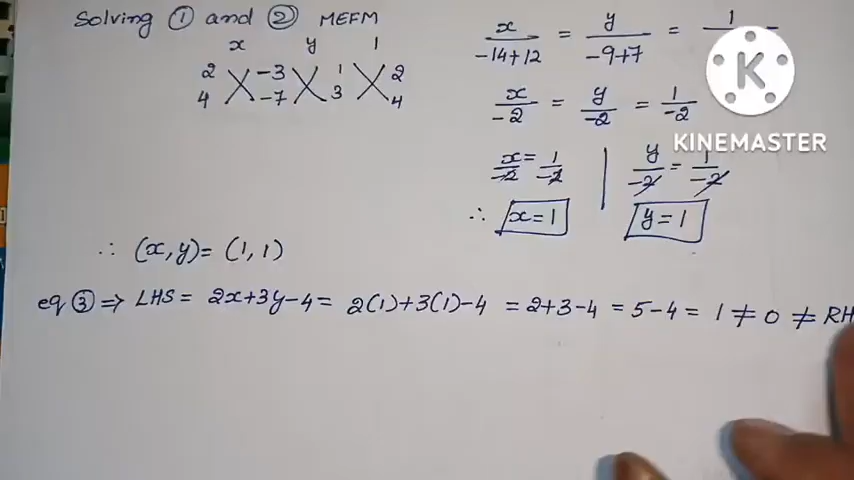 Solving ① and ② MEFM
x y 1
2 -3 1 2
4 -7 3 4
x/-14+12 = y/-9+7 = 1
x/-2 = y/-2 = 1/-2
x/-2 = 1/-2 | y/-2 = 1/-2
∴ x=1 y=1
∴ (x,y)= (1,1)
eq ③ ⇒ LHS = 2x+3y-4 = 2(1)+3(1)-4 = 2+3-4 = 5-4 = 1 ≠ 0 ≠ RH
K
KINEMASTER